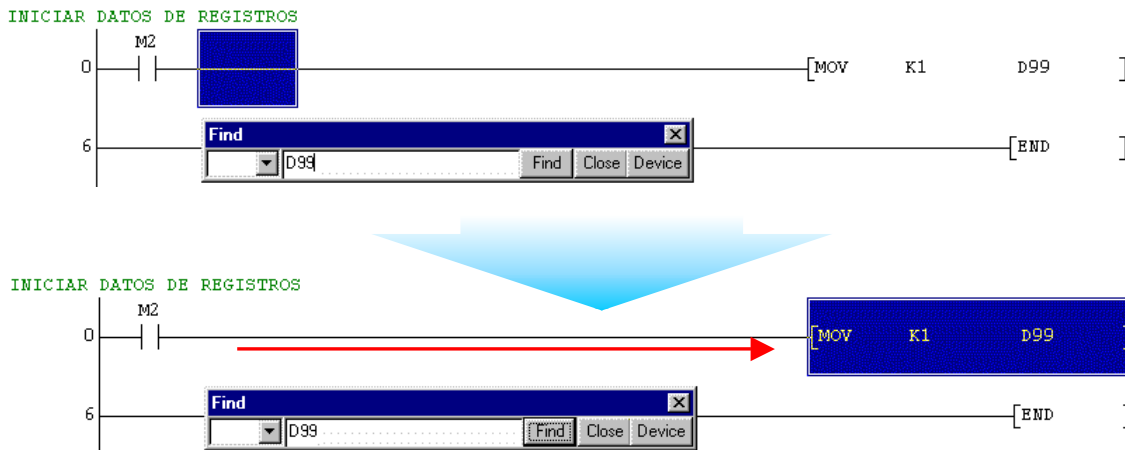 INICIAR DATOS DE REGISTROS
M2
0 [MOV K1 D99 ]
Find
6 [END ]
D99 Find Close Device
INICIAR DATOS DE REGISTROS
M2
0 [MOV K1 D99 ]
Find
6 [END ]
D99 Find Close Device